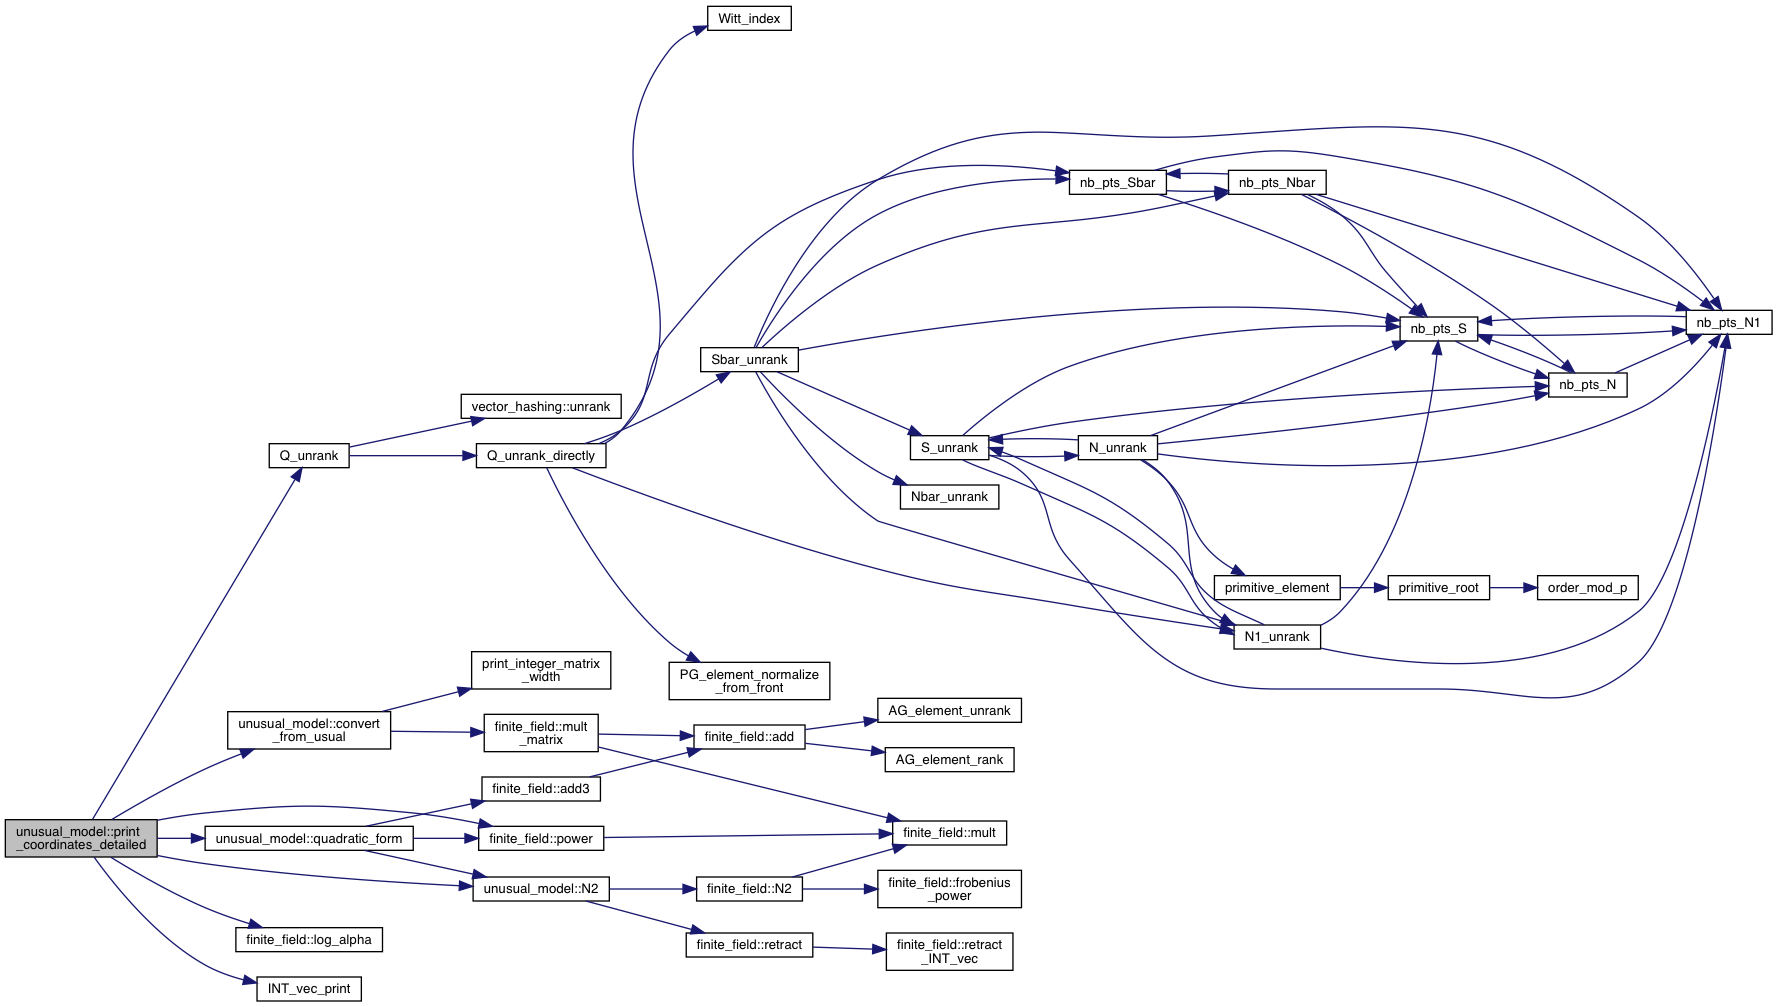 Witt_index
nb_pts_Sbar
nb_pts_Nbar
nb_pts_N1
nb_pts_S
Sbar_unrank
nb_pts_N
vector_hashing::unrank
Q_unrank
Q_unrank_directly
S_unrank
N_unrank
Nbar_unrank
primitive_element
primitive_root
order_mod_p
N1_unrank
print_integer_matrix
_width
PG_element_normalize
_from_front
unusual_model::convert
_from_usual
finite_field::mult
_matrix
finite_field::add
AG_element_unrank
AG_element_rank
finite_field::add3
unusual_model::print
_coordinates_detailed
unusual_model::quadratic_form
finite_field::power
finite_field::mult
unusual_model::N2
finite_field::N2
finite_field::frobenius
_power
finite_field::log_alpha
finite_field::retract
finite_field::retract
_INT_vec
INT_vec_print